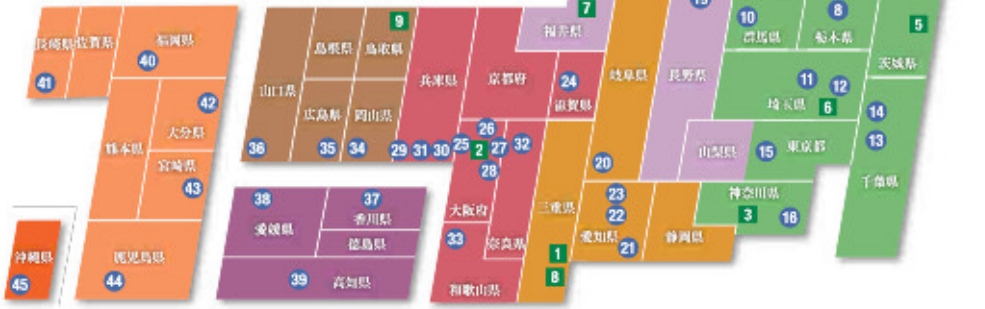 長崎県
佐賀県
福岡県
40
41
42
大分県
熊本県
宮崎県
43
鹿児島県
44
沖縄県
45
山口県
36
島根県
鳥取県
9
広島県
35
岡山県
34
兵庫県
29
31
30
京都府
26
福井県
7
滋賀県
24
25
2
27
32
28
大阪府
33
奈良県
和歌山県
三重県
1
8
愛媛県
38
香川県
37
徳島県
高知県
39
岐阜県
20
愛知県
23
22
21
静岡県
長野県
山梨県
群馬県
10
栃木県
8
茨城県
5
埼玉県
11
12
6
東京都
15
神奈川県
3
16
千葉県
14
13